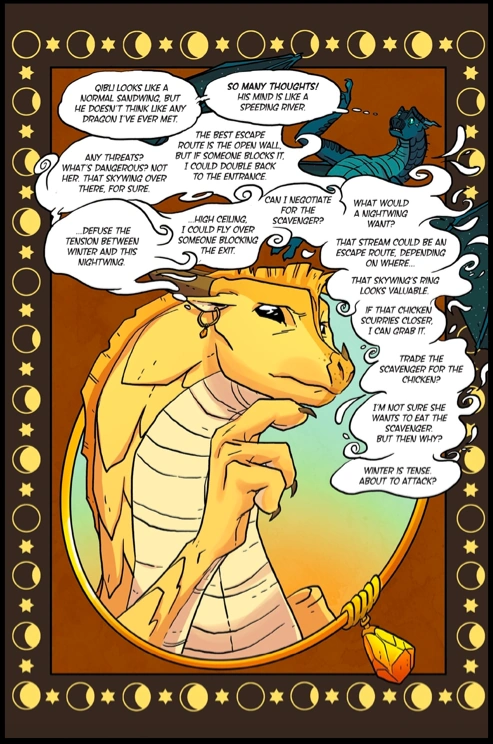 QIBLI LOOKS LIKE A
NORMAL SANDWING, BUT
HE DOESN'T THINK LIKE ANY
DRAGON I'VE EVER MET.
SO MANY THOUGHTS!
HIS MIND IS LIKE A
SPEEDING RIVER.
THE BEST ESCAPE
ROUTE IS THE OPEN WALL,
BUT IF SOMEONE BLOCKS IT,
I COULD DOUBLE BACK
TO THE ENTRANCE.
ANY THREATS?
WHAT'S DANGEROUS? NOT
HER. THAT SKYWING OVER
THERE, FOR SURE.
CAN I NEGOTIATE
FOR THE
SCAVENGER?
WHAT WOULD
A NIGHTWING
WANT?
...HIGH CEILING,
I COULD FLY OVER
SOMEONE BLOCKING
THE EXIT.
...DEFUSE THE
TENSION BETWEEN
WINTER AND THIS
NIGHTWING.
THAT STREAM COULD BE AN
ESCAPE ROUTE, DEPENDING
ON WHERE...
THAT SKYWING'S RING
LOOKS VALUABLE.
IF THAT CHICKEN
SCURRIES CLOSER,
I CAN GRAB IT.
TRADE THE
SCAVENGER FOR THE
CHICKEN?
I'M NOT SURE SHE
WANTS TO EAT THE
SCAVENGER.
BUT THEN WHY?
WINTER IS TENSE.
ABOUT TO ATTACK?